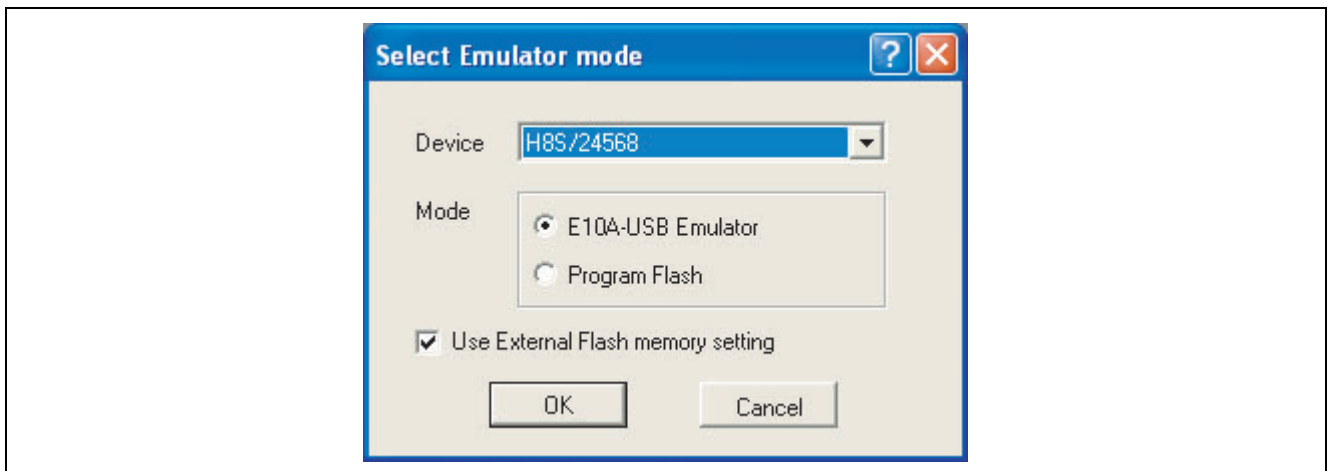 Select Emulator mode
Device H8S/24568
Mode
E10A-USB Emulator
Program Flash
Use External Flash memory setting
OK Cancel